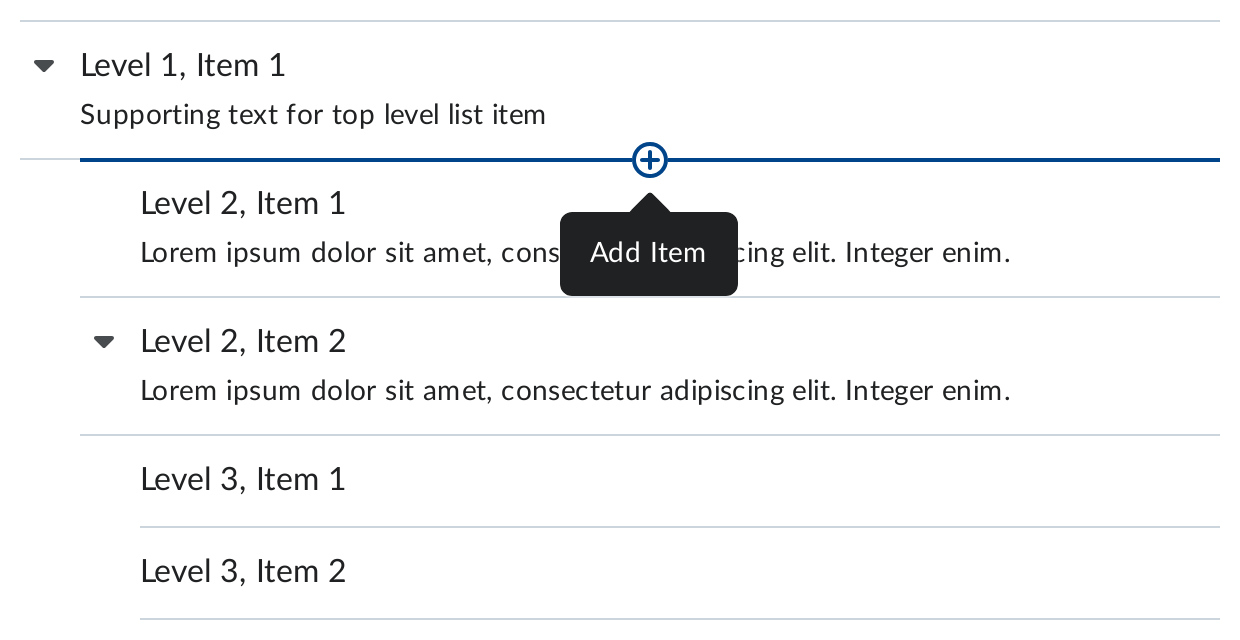 Level 1, Item 1
Supporting text for top level list item
Level 2, Item 1
Lorem ipsum dolor sit amet, elit. Integer enim.
Add Item
Level 2, Item 2
Lorem ipsum dolor sit amet, consectetur adipiscing elit. Integer enim.
Level 3, Item 1
Level 3, Item 2